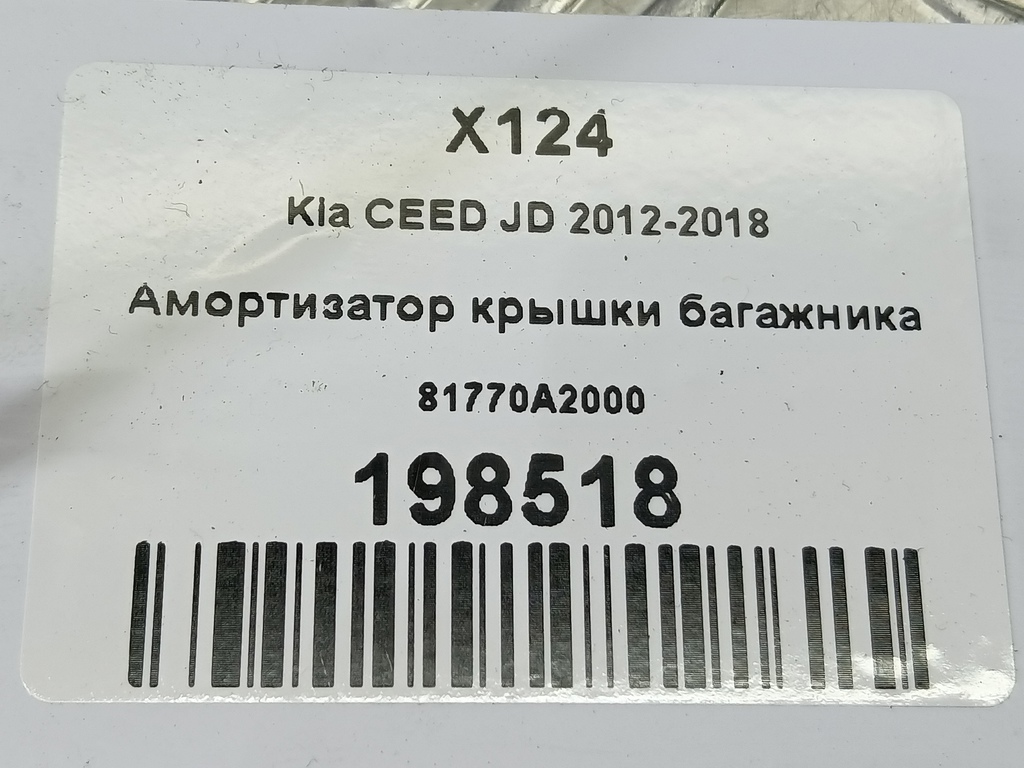 X124
Kia CEED JD 2012-2018
Амортизатор крышки багажника
81770A2000
198518